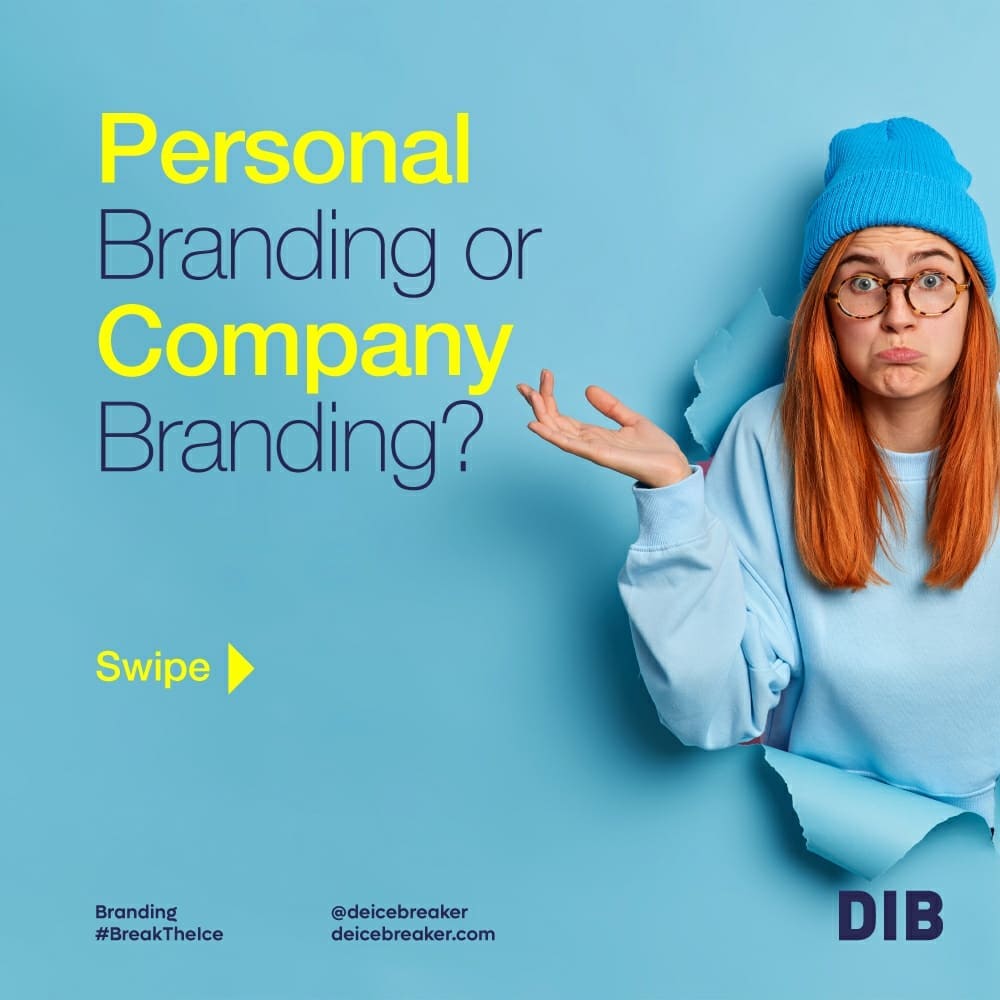 Personal
Branding or
Company
Branding?
Swipe
Branding
#BreakTheIce
@deicebreaker
deicebreaker.com
DIB